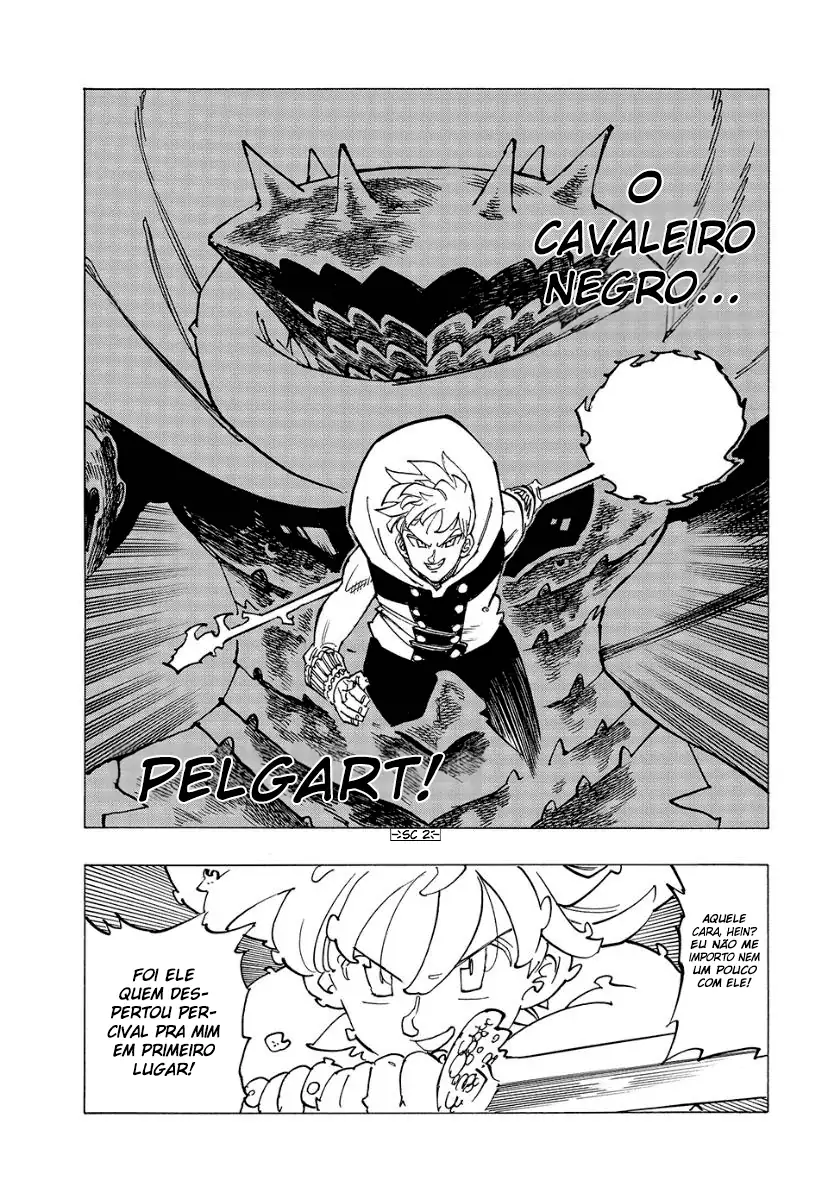 O
CAVALEIRO
NEGRO...
PELGART!
SC 2
AQUELE
CARA, HEIN?
EU NÃO ME
IMPORTO NEM
UM POUCO
COM ELE!
FOI ELE
QUEM DES-
PERTOU PER-
CIVAL PRA MIM
EM PRIMEIRO
LUGAR!